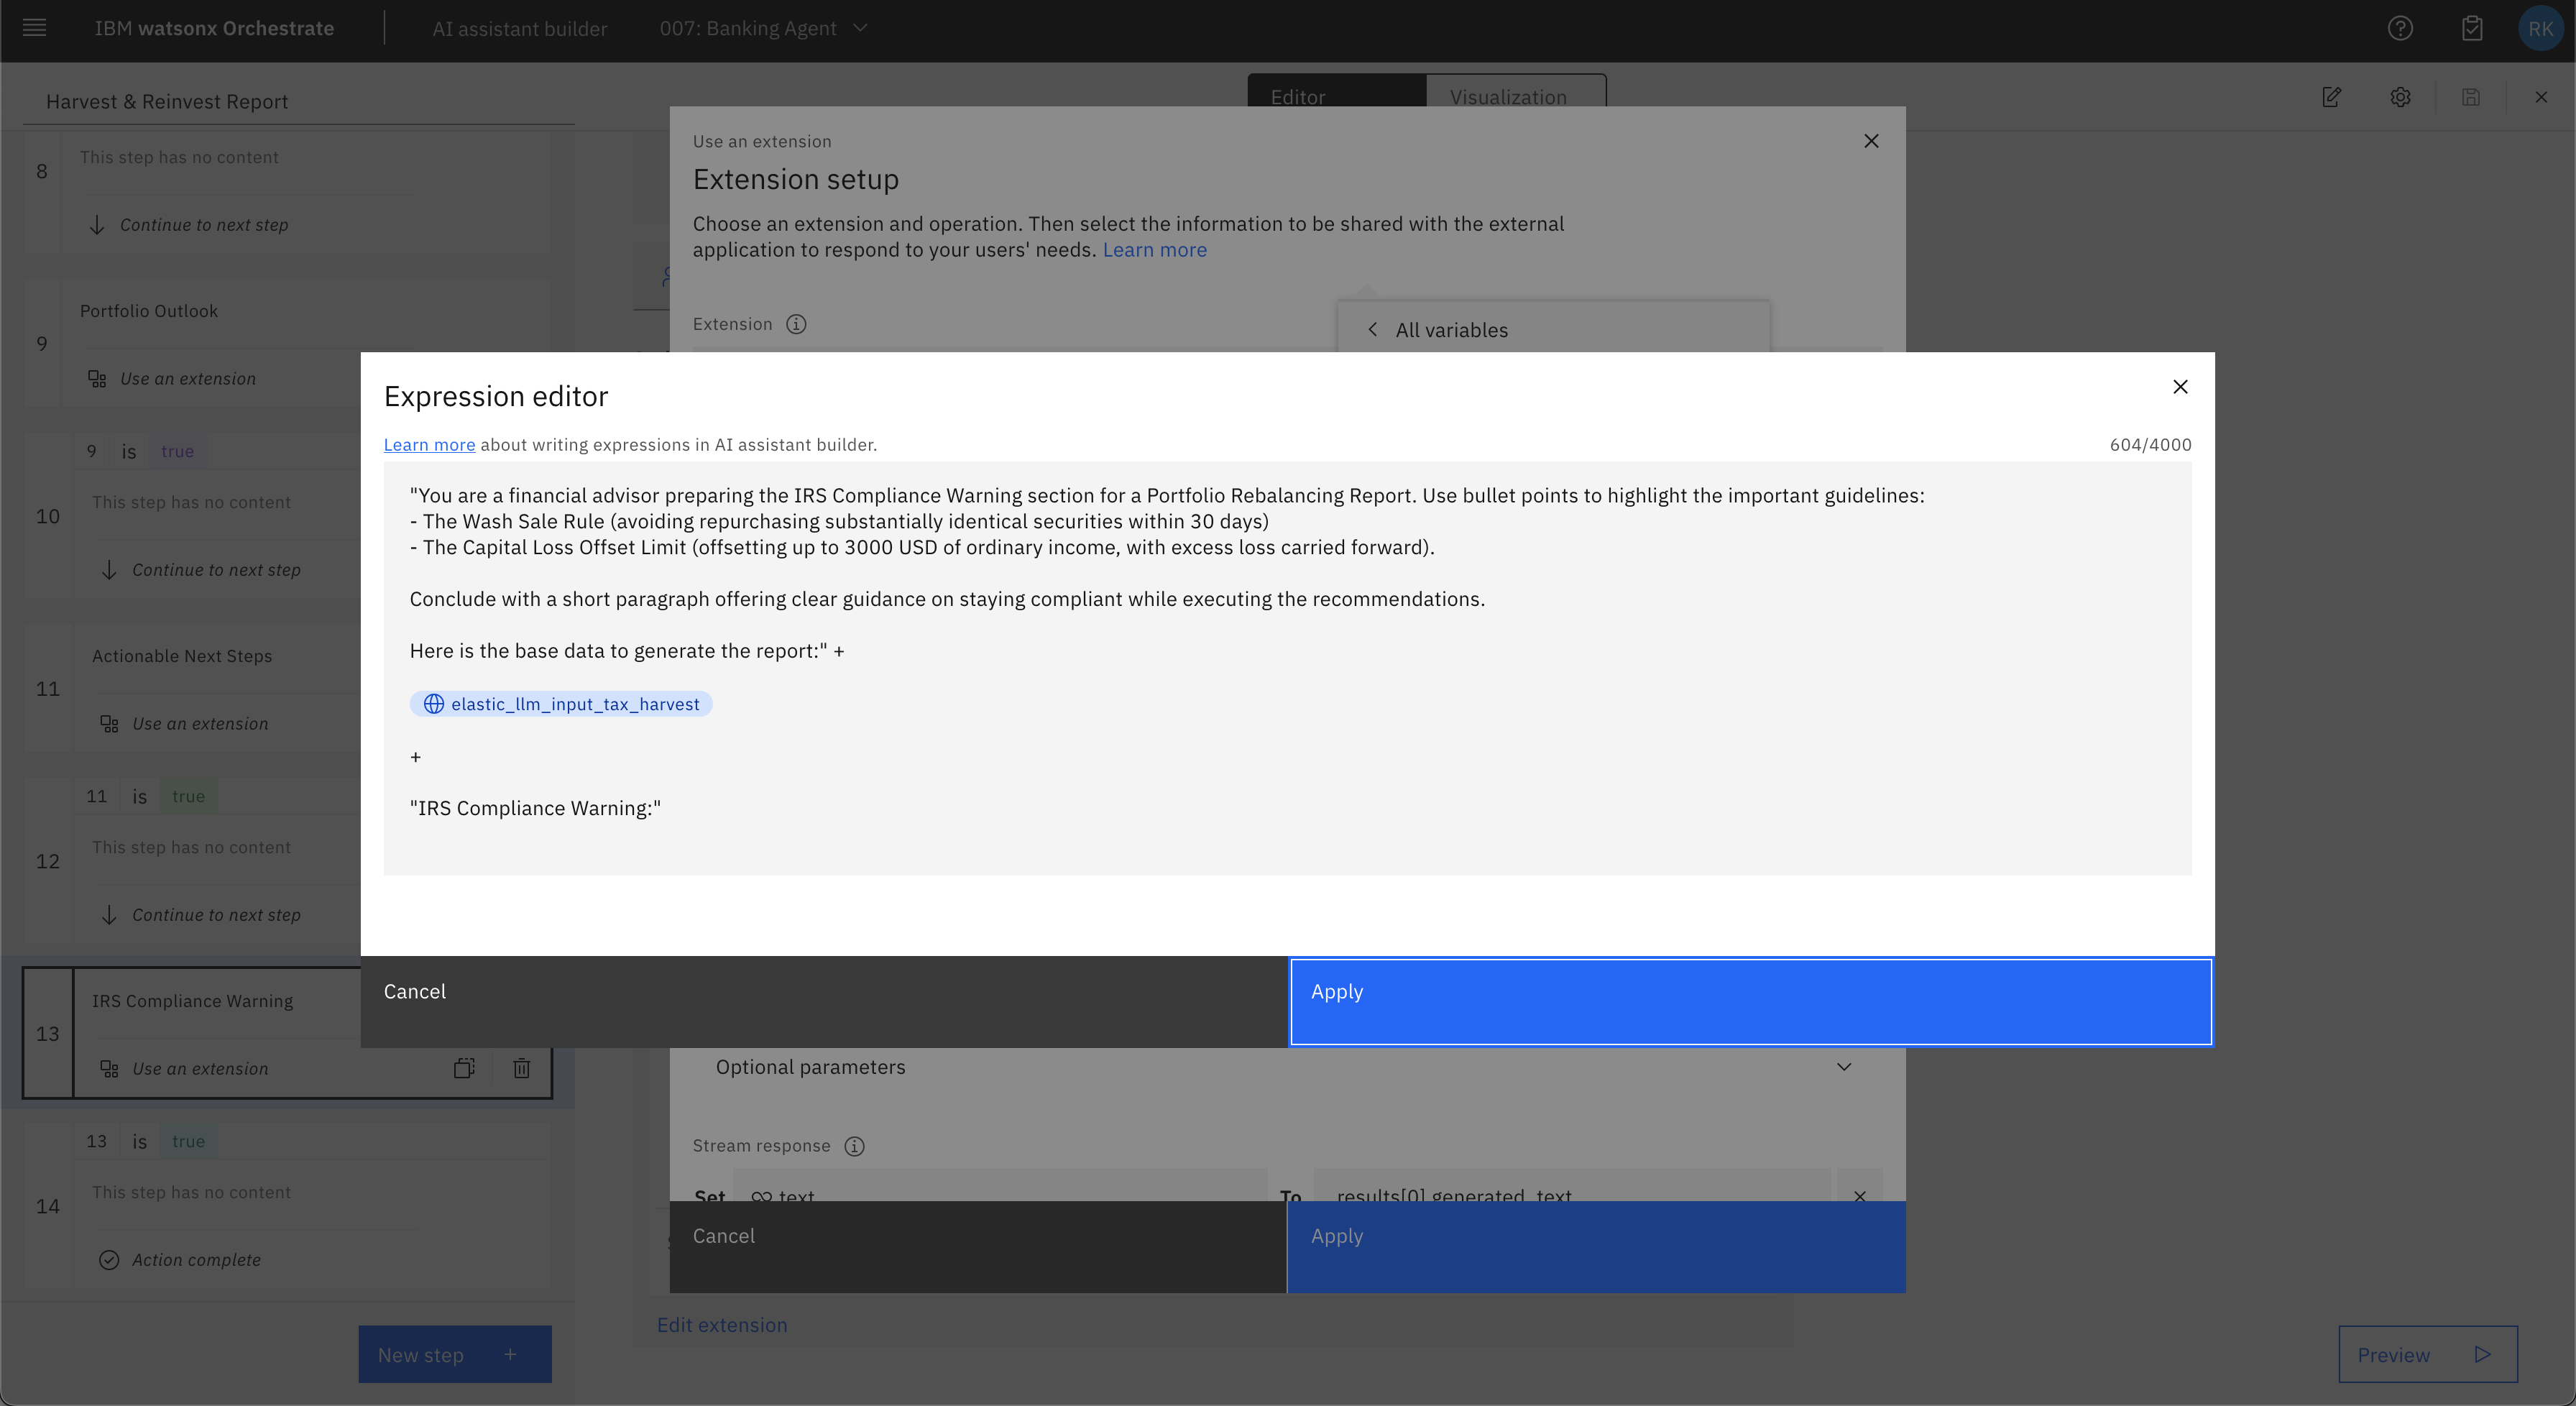 IBM watsonx Orchestrate
AI assistant builder
007: Banking Agent
RK
Harvest & Reinvest Report
Editor
Visualization
8
This step has no content
Continue to next step
9
Portfolio Outlook
Use an extension
10
9 is true
This step has no content
Continue to next step
11
Actionable Next Steps
Use an extension
12
11 is true
This step has no content
Continue to next step
13
IRS Compliance Warning
Use an extension
14
13 is true
This step has no content
Action complete
New step +
Use an extension
Extension setup
Choose an extension and operation. Then select the information to be shared with the external
application to respond to your users' needs. Learn more
Extension
All variables
Expression editor
Learn more about writing expressions in AI assistant builder.
604/4000
"You are a financial advisor preparing the IRS Compliance Warning section for a Portfolio Rebalancing Report. Use bullet points to highlight the important guidelines:
- The Wash Sale Rule (avoiding repurchasing substantially identical securities within 30 days)
- The Capital Loss Offset Limit (offsetting up to 3000 USD of ordinary income, with excess loss carried forward).
Conclude with a short paragraph offering clear guidance on staying compliant while executing the recommendations.
Here is the base data to generate the report:" +
elastic_llm_input_tax_harvest
+
"IRS Compliance Warning:"
Cancel
Apply
Optional parameters
Stream response
Set text To results[0].generated_text
Cancel
Apply
Edit extension
Preview